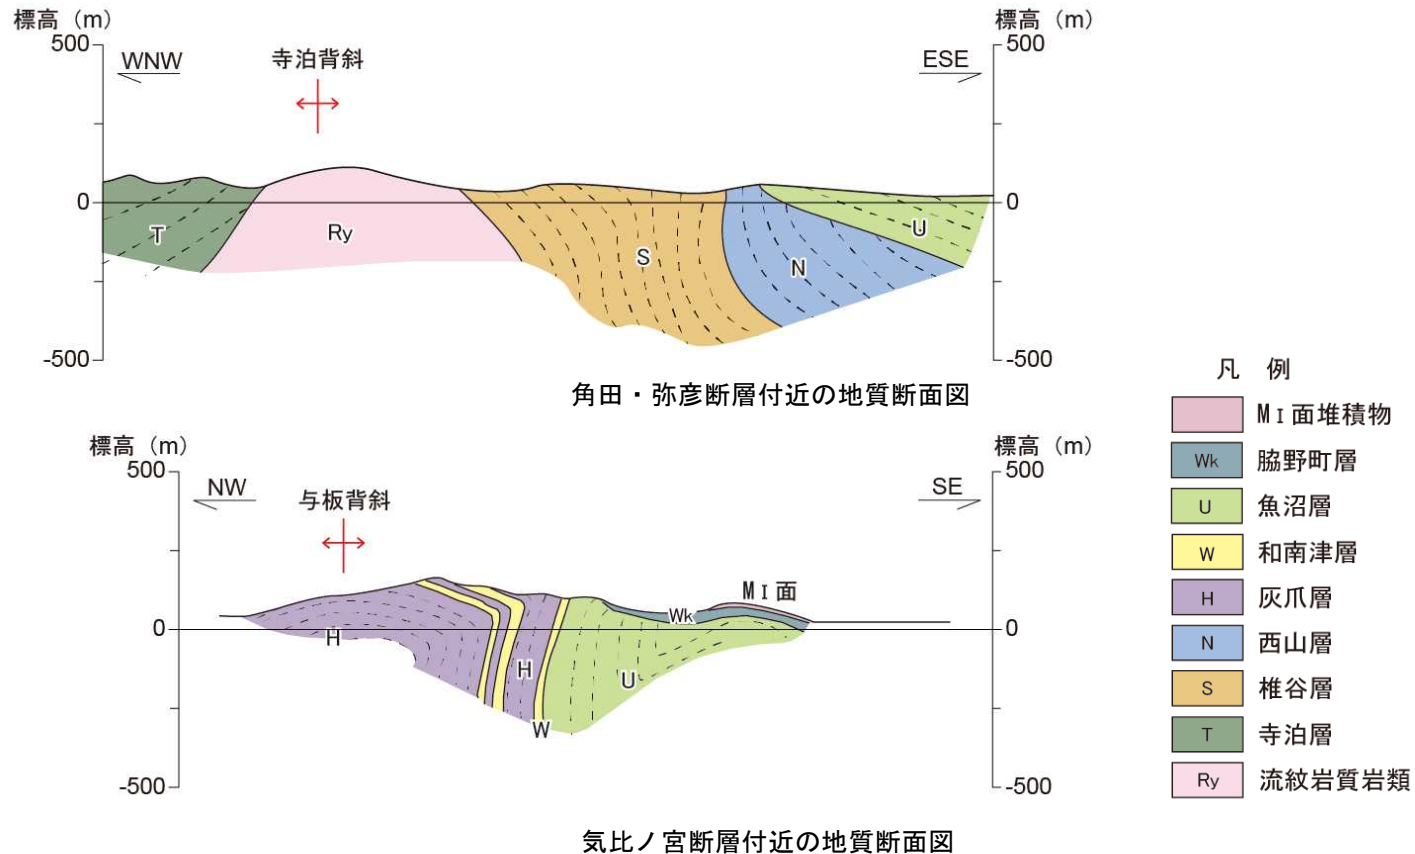 標高（m）
500
WNW
寺泊背斜
ESE
標高（m）
500
0
0
T
Ry
S
N
U
-500
-500
角田・弥彦断層付近の地質断面図
標高（m）
500
NW
与板背斜
SE
標高（m）
500
MⅠ面
Wk
0
0
H
H
U
W
-500
-500
気比ノ宮断層付近の地質断面図
凡 例
MⅠ面堆積物
Wk 脇野町層
U 魚沼層
W 和南津層
H 灰爪層
N 西山層
S 椎谷層
T 寺泊層
Ry 流紋岩質岩類